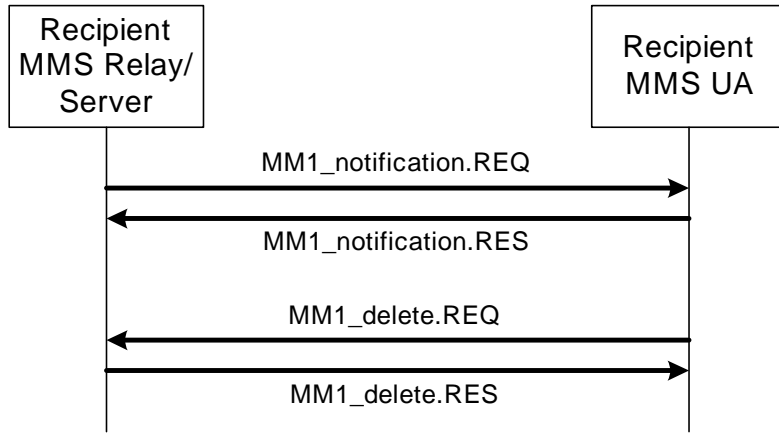 Recipient
MMS Relay/
Server
Recipient
MMS UA
MM1_notification.REQ
MM1_notification.RES
MM1_delete.REQ
MM1_delete.RES